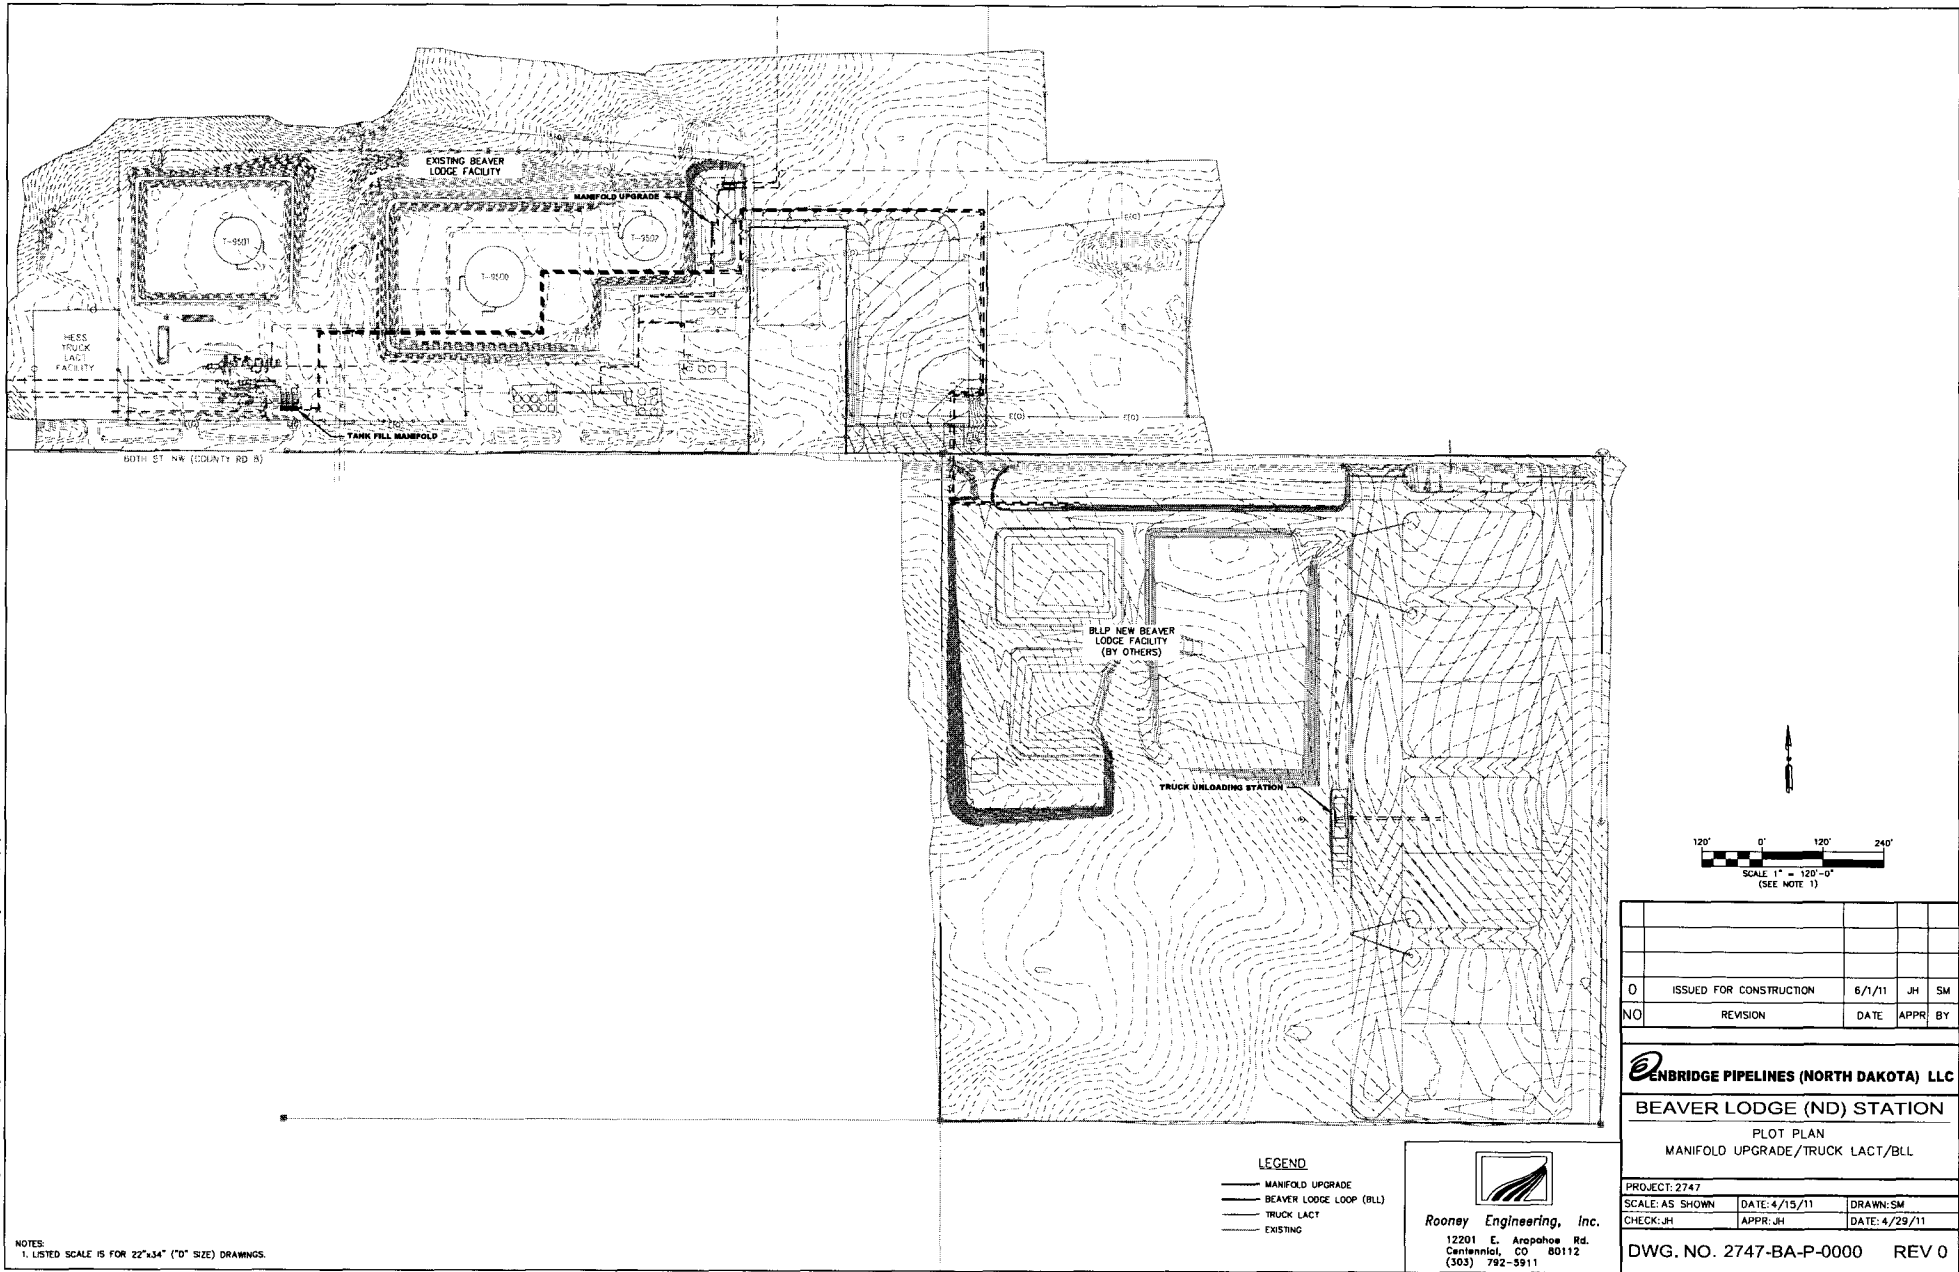 EXISTING BEAVER
LODGE FACILITY
MANIFOLD UPGRADE
T-9501
T-9500
T-9502
E(O)
HESS
TRUCK
LACT
FACILITY
E(O)
E(O)
E(O)
TANK FILL MANIFOLD
60TH ST. NW (COUNTY RD 8)
BLLP NEW BEAVER
LODGE FACILITY
(BY OTHERS)
TRUCK UNLOADING STATION
120' 0' 120' 240'
SCALE 1" = 120'-0"
(SEE NOTE 1)
0 ISSUED FOR CONSTRUCTION 6/1/11 JH SM
NO REVISION DATE APPR BY
ENBRIDGE PIPELINES (NORTH DAKOTA) LLC
BEAVER LODGE (ND) STATION
PLOT PLAN
MANIFOLD UPGRADE/TRUCK LACT/BLL
PROJECT: 2747
SCALE: AS SHOWN DATE: 4/15/11 DRAWN: SM
CHECK: JH APPR: JH DATE: 4/29/11
DWG. NO. 2747-BA-P-0000 REV 0
LEGEND
MANIFOLD UPGRADE
BEAVER LODGE LOOP (BLL)
TRUCK LACT
EXISTING
Rooney Engineering, Inc.
12201 E. Arapahoe Rd.
Centennial, CO 80112
(303) 792-5911
NOTES:
1. LISTED SCALE IS FOR 22"x34" ("D" SIZE) DRAWINGS.